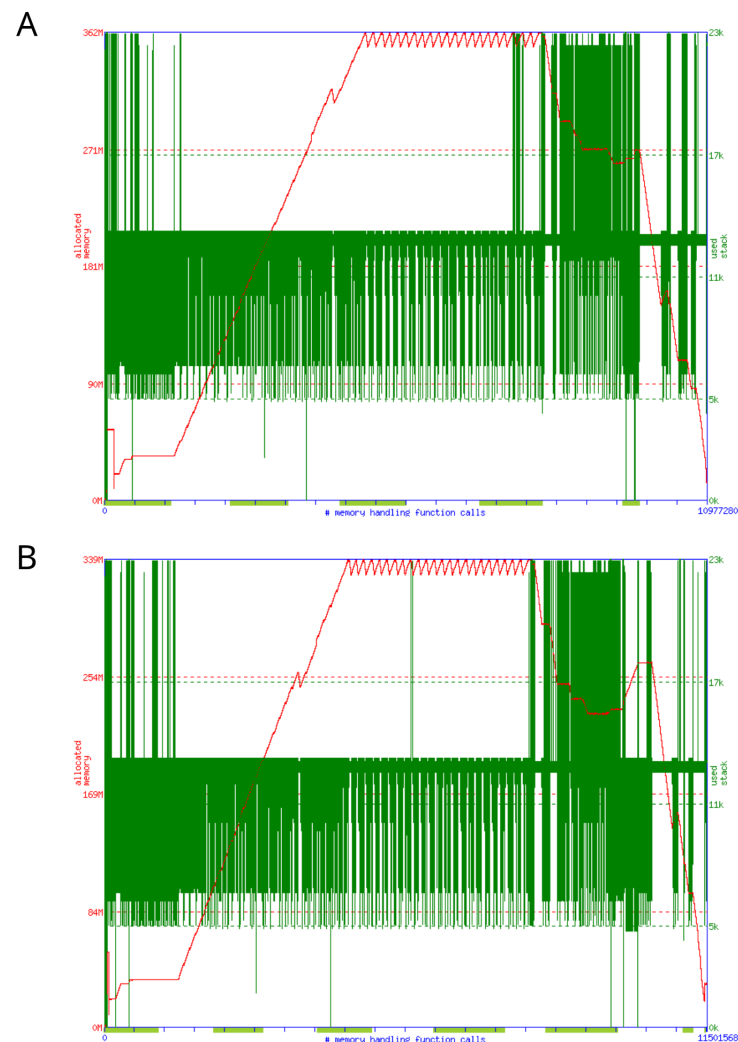 A
362M
23k
271M
17k
allocated
memory
used
stack
181M
11k
90M
5k
0M
0k
0
# memory handling function calls
10977280
B
339M
23k
254M
17k
allocated
memory
used
stack
169M
11k
84M
5k
0M
0k
0
# memory handling function calls
11501568